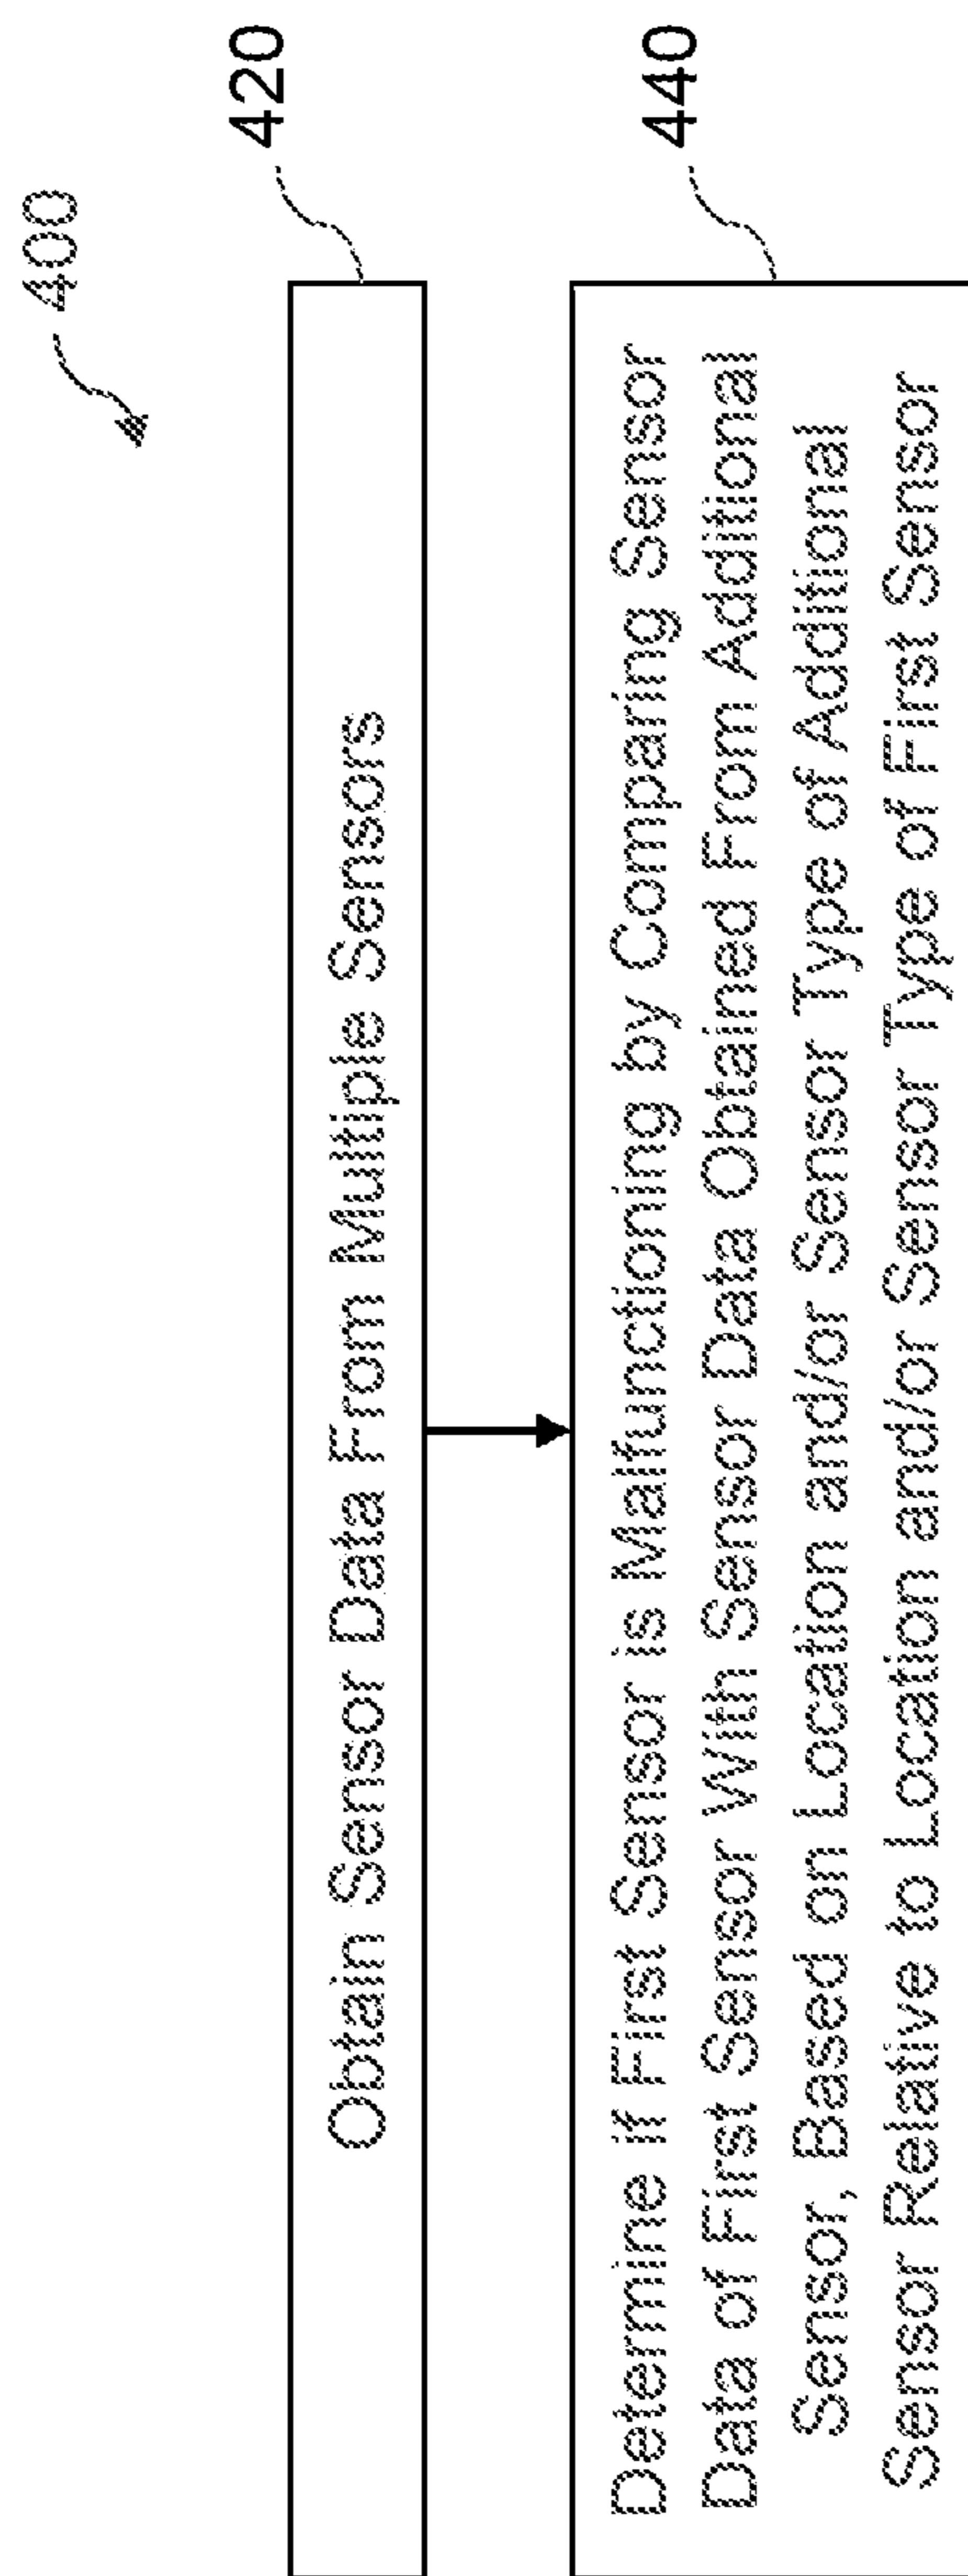 400
420
Obtain Sensor Data From Multiple Sensors
440
Determine if First Sensor is Malfunctioning by Comparing Sensor
Data of First Sensor With Sensor Data Obtained From Additional
Sensor, Based on Location and/or Sensor Type of Additional
Sensor Relative to Location and/or Sensor Type of First Sensor